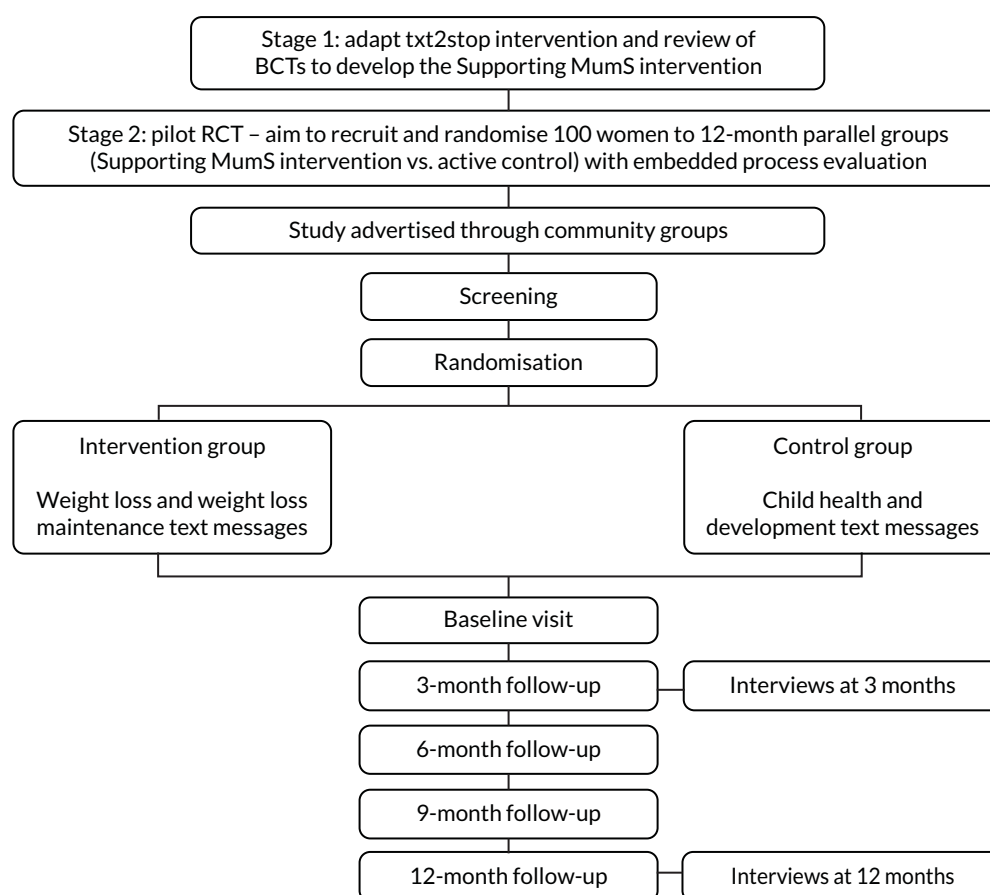 Stage 1: adapt txt2stop intervention and review of
BCTs to develop the Supporting MumS intervention
Stage 2: pilot RCT – aim to recruit and randomise 100 women to 12-month parallel groups
(Supporting MumS intervention vs. active control) with embedded process evaluation
Study advertised through community groups
Screening
Randomisation
Intervention group
Weight loss and weight loss
maintenance text messages
Control group
Child health and
development text messages
Baseline visit
3-month follow-up
Interviews at 3 months
6-month follow-up
9-month follow-up
12-month follow-up
Interviews at 12 months